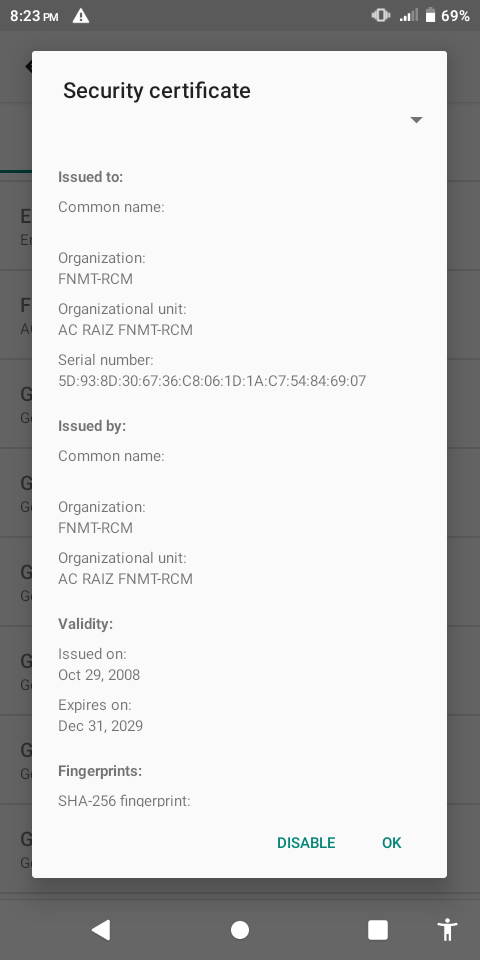 8:23 PM
69%
Security certificate
Issued to:
Common name:
Organization:
FNMT-RCM
Organizational unit:
AC RAIZ FNMT-RCM
Serial number:
5D:93:8D:30:67:36:C8:06:1D:1A:C7:54:84:69:07
Issued by:
Common name:
Organization:
FNMT-RCM
Organizational unit:
AC RAIZ FNMT-RCM
Validity:
Issued on:
Oct 29, 2008
Expires on:
Dec 31, 2029
Fingerprints:
SHA-256 fingerprint:
DISABLE
OK